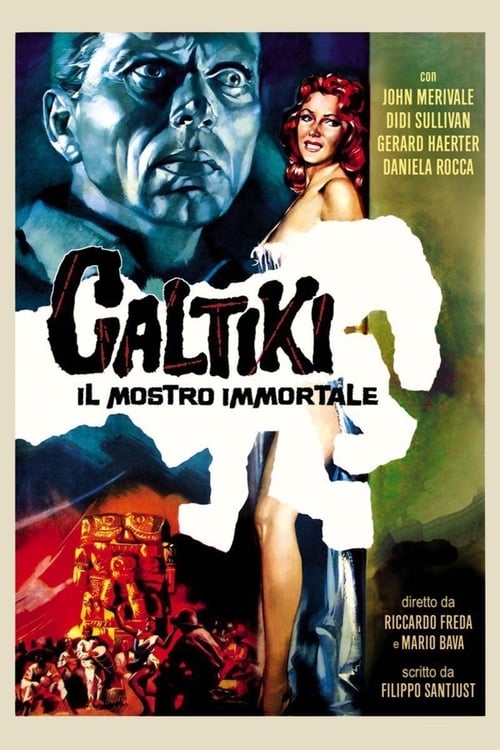 con
JOHN MERIVALE
DIDI SULLIVAN
GERARD HAERTER
DANIELA ROCCA
CALTIKI
IL MOSTRO IMMORTALE
diretto da
RICCARDO FREDA
e MARIO BAVA
scritto da
FILIPPO SANTJUST